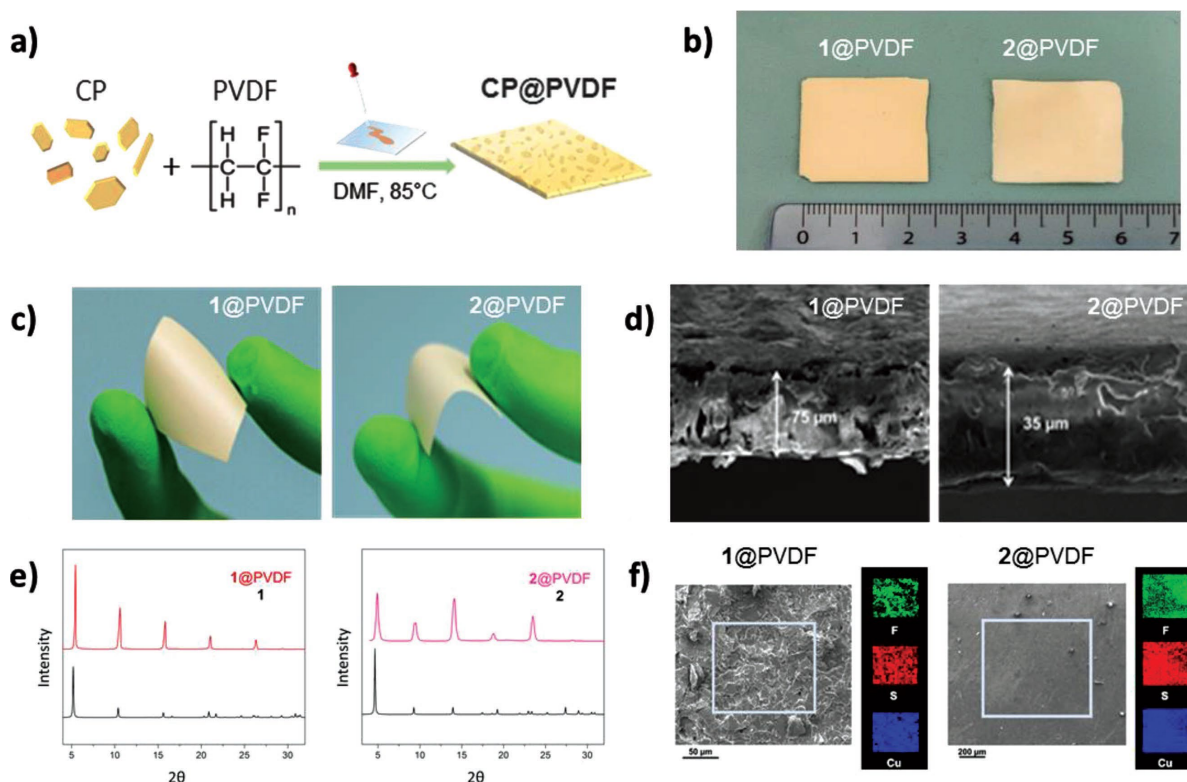 a)
CP
PVDF
CP@PVDF
+
H F
C C
H F
n
DMF, 85°C
b)
1@PVDF 2@PVDF
0 1 2 3 4 5 6 7
c)
1@PVDF
2@PVDF
d)
1@PVDF
75 µm
2@PVDF
35 µm
e)
Intensity
1@PVDF
1
5 10 15 20 25 30
2θ
Intensity
2@PVDF
2
5 10 15 20 25 30
2θ
f)
1@PVDF
50 µm
F
S
Cu
2@PVDF
200 µm
F
S
Cu